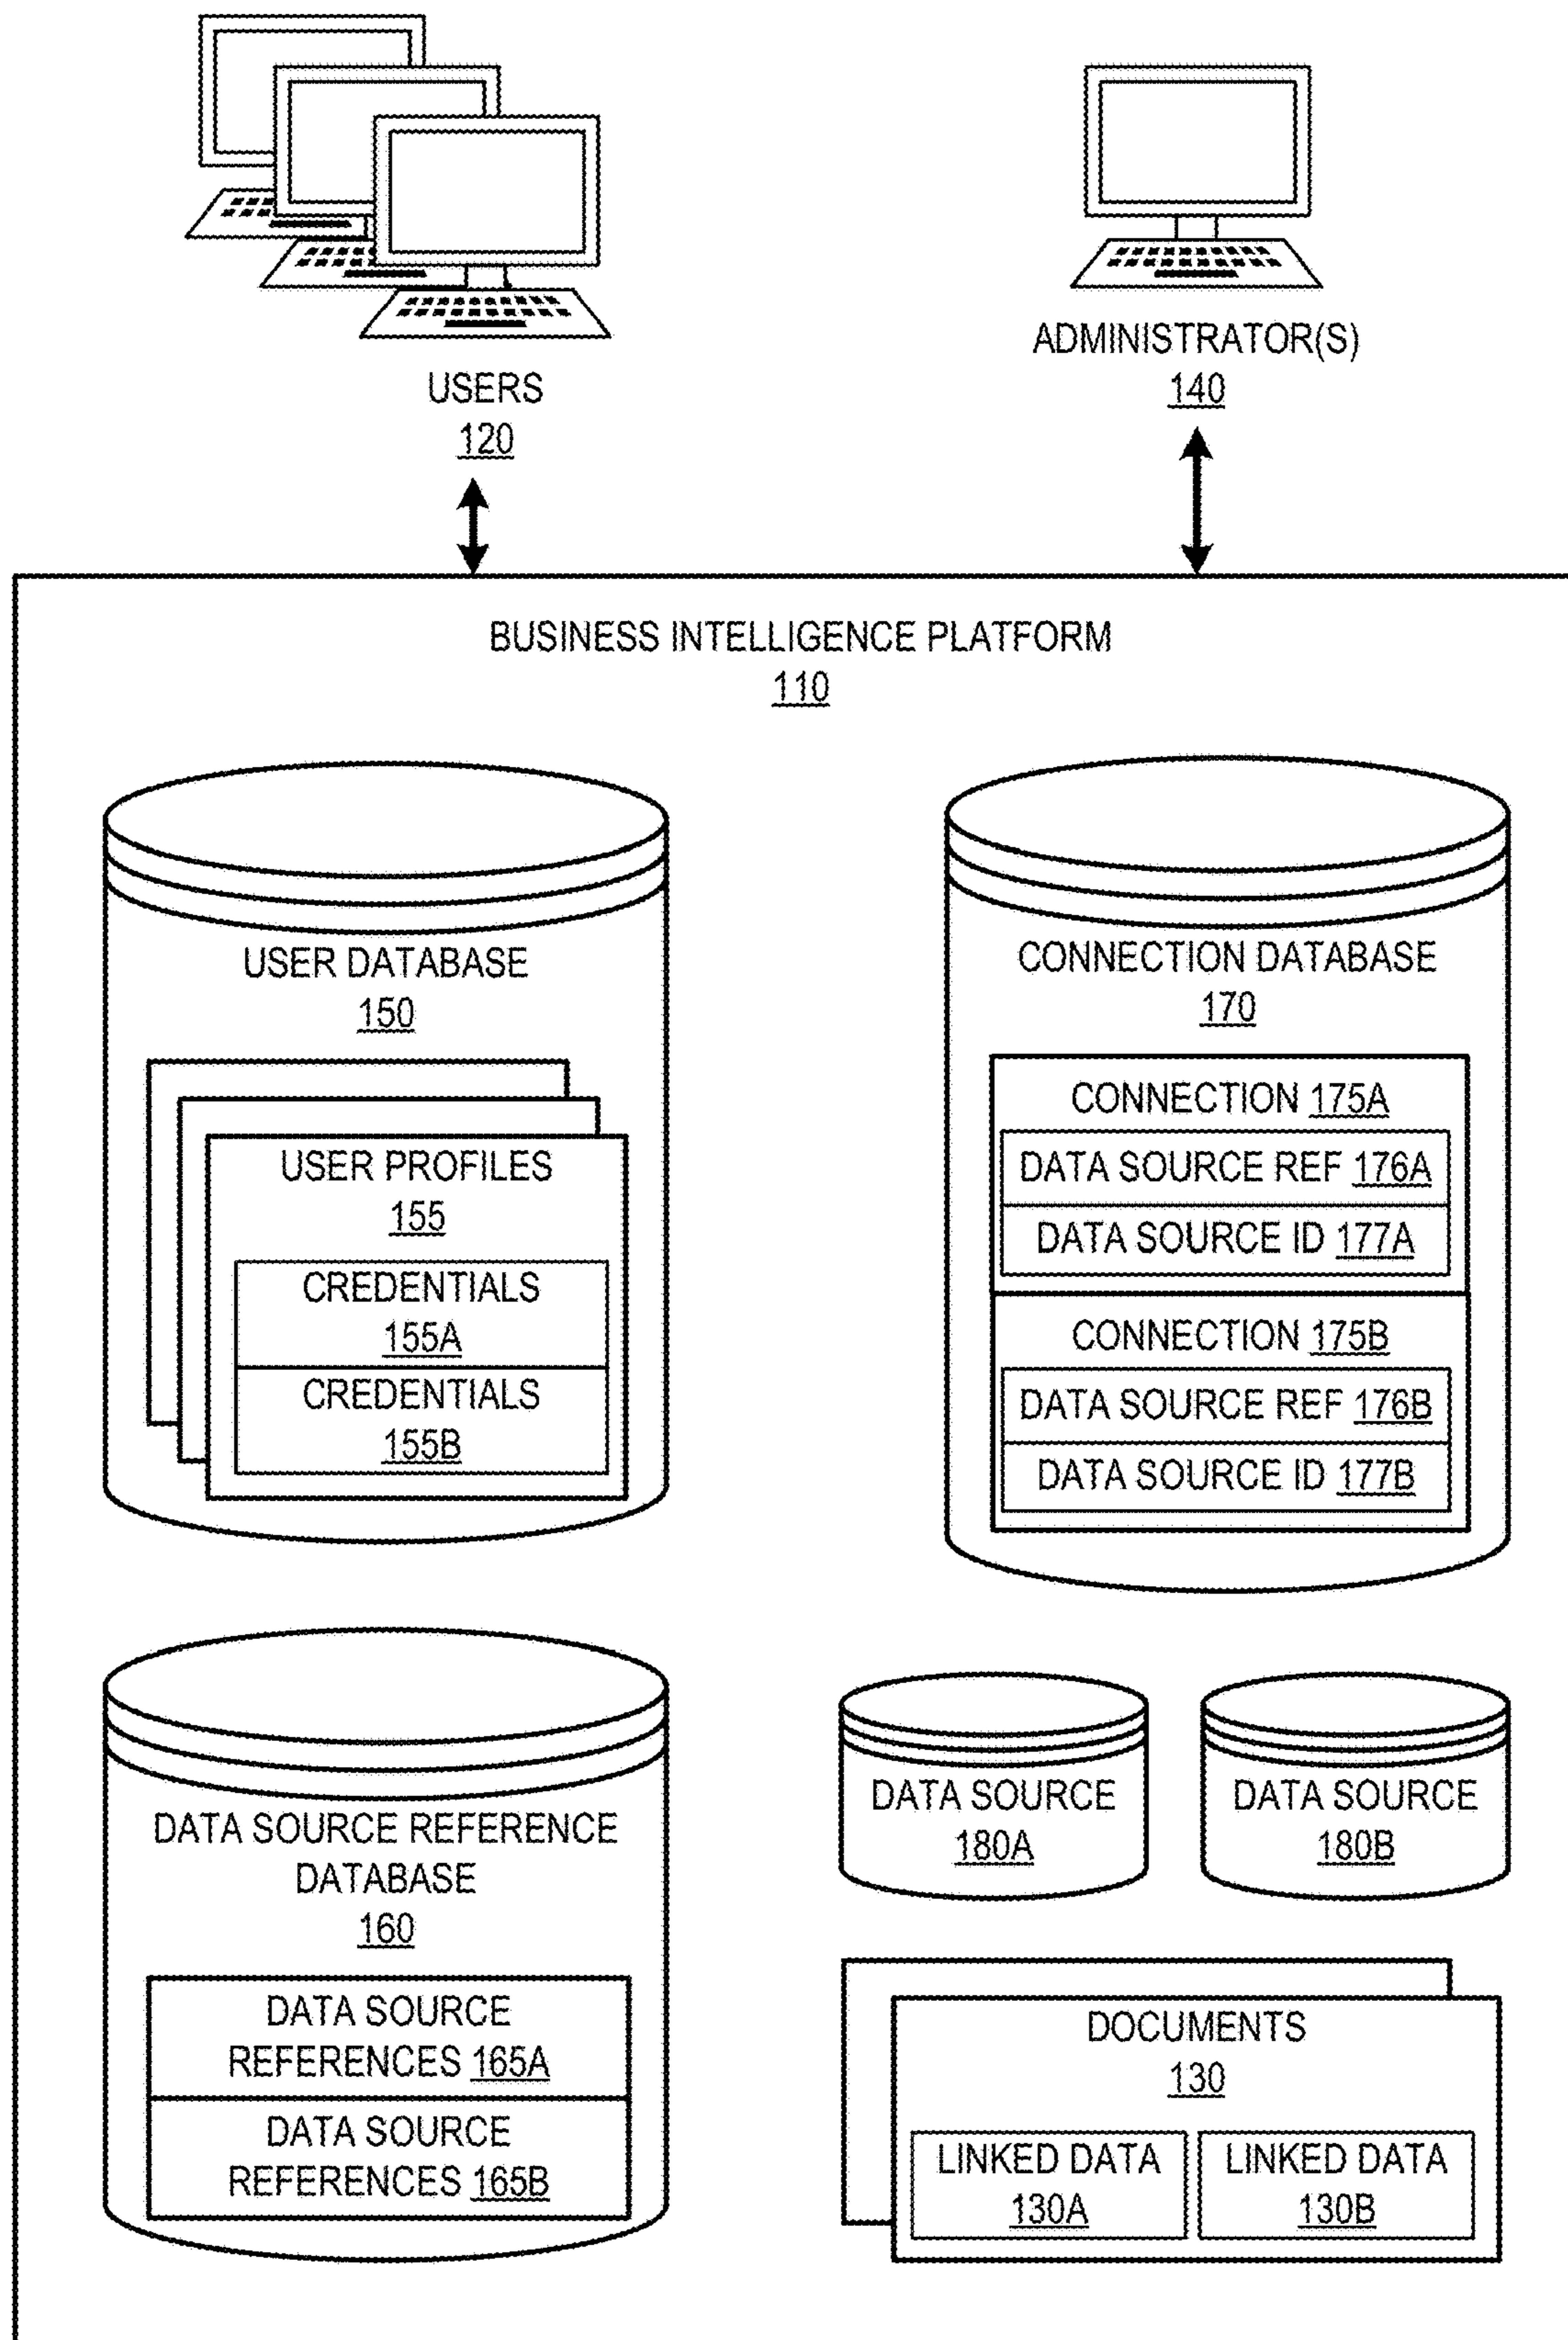 USERS
120
ADMINISTRATOR(S)
140
BUSINESS INTELLIGENCE PLATFORM
110
USER DATABASE
150
USER PROFILES
155
CREDENTIALS
155A
CREDENTIALS
155B
CONNECTION DATABASE
170
CONNECTION 175A
DATA SOURCE REF 176A
DATA SOURCE ID 177A
CONNECTION 175B
DATA SOURCE REF 176B
DATA SOURCE ID 177B
DATA SOURCE REFERENCE
DATABASE
160
DATA SOURCE
REFERENCES 165A
DATA SOURCE
REFERENCES 165B
DATA SOURCE
180A
DATA SOURCE
180B
DOCUMENTS
130
LINKED DATA
130A
LINKED DATA
130B